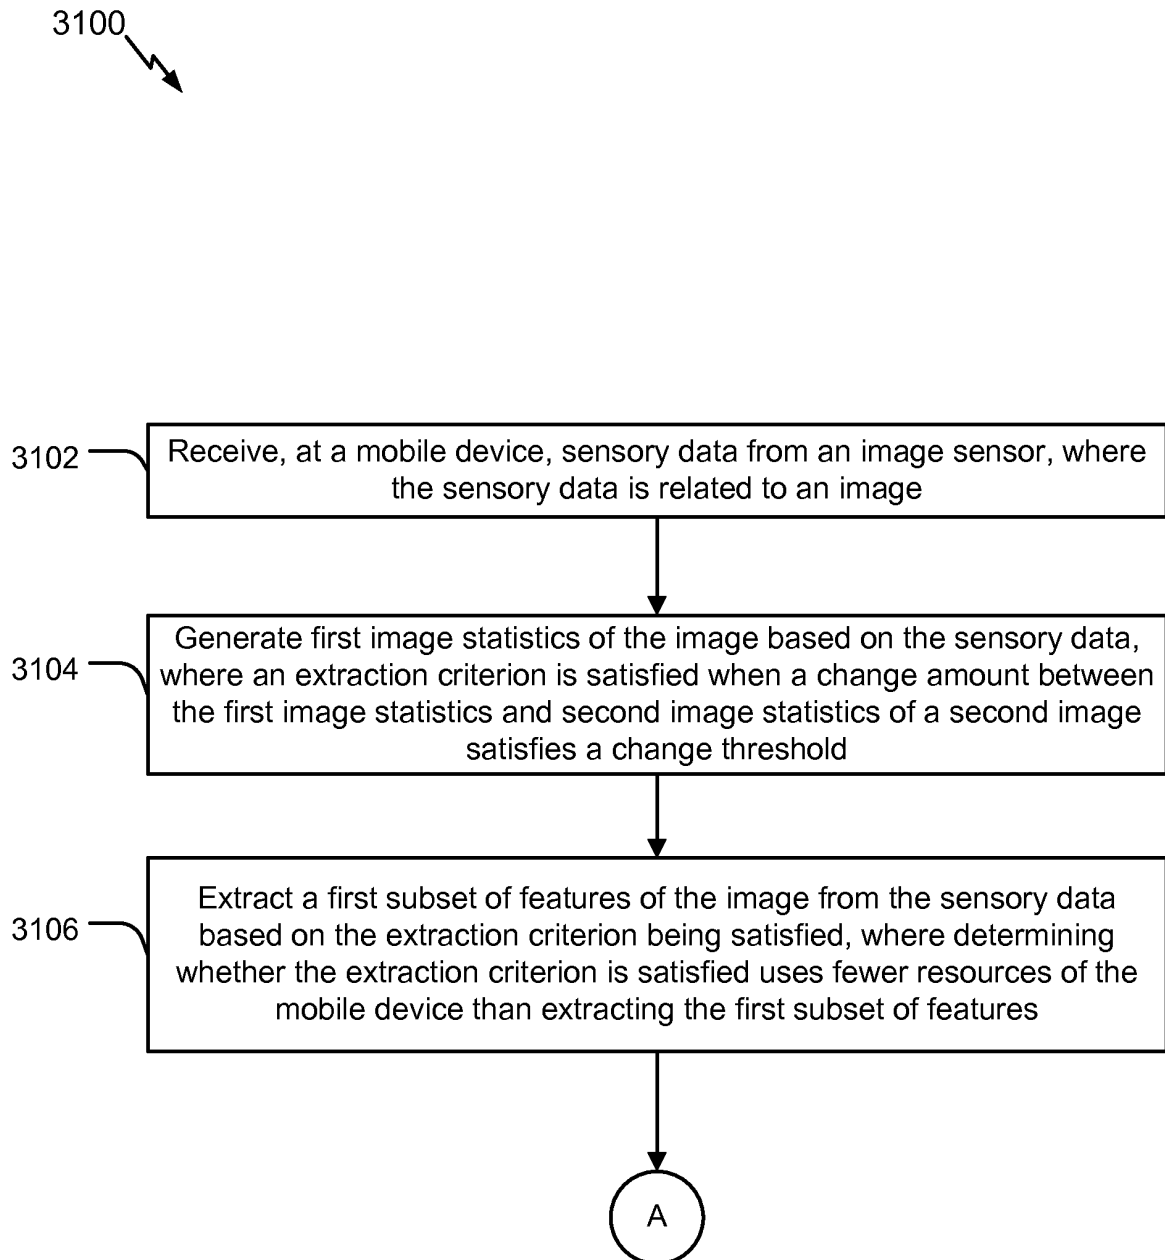 3100
3102
Receive, at a mobile device, sensory data from an image sensor, where
the sensory data is related to an image
3104
Generate first image statistics of the image based on the sensory data,
where an extraction criterion is satisfied when a change amount between
the first image statistics and second image statistics of a second image
satisfies a change threshold
3106
Extract a first subset of features of the image from the sensory data
based on the extraction criterion being satisfied, where determining
whether the extraction criterion is satisfied uses fewer resources of the
mobile device than extracting the first subset of features
A